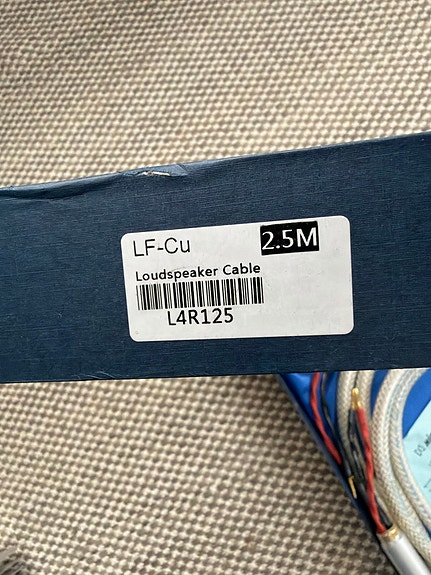 LF-Cu 2.5M
Loudspeaker Cable
L4R125